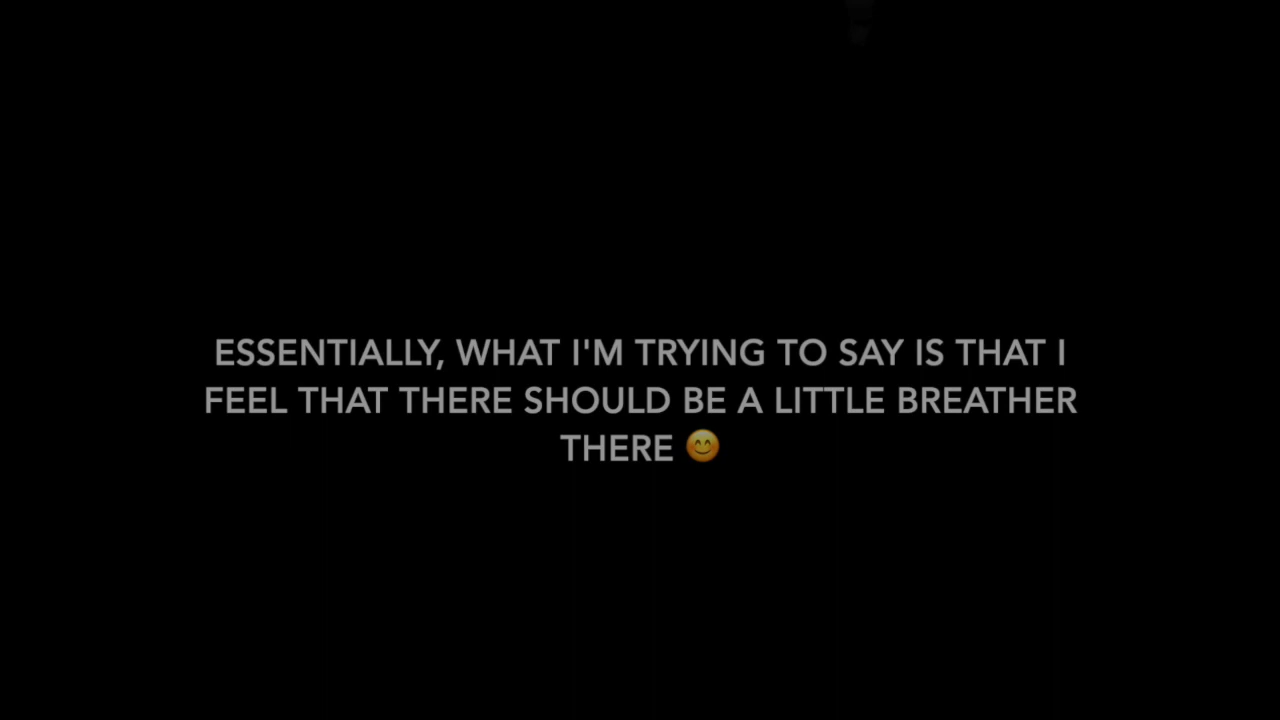 ESSENTIALLY, WHAT I'M TRYING TO SAY IS THAT I
FEEL THAT THERE SHOULD BE A LITTLE BREATHER
THERE 😊